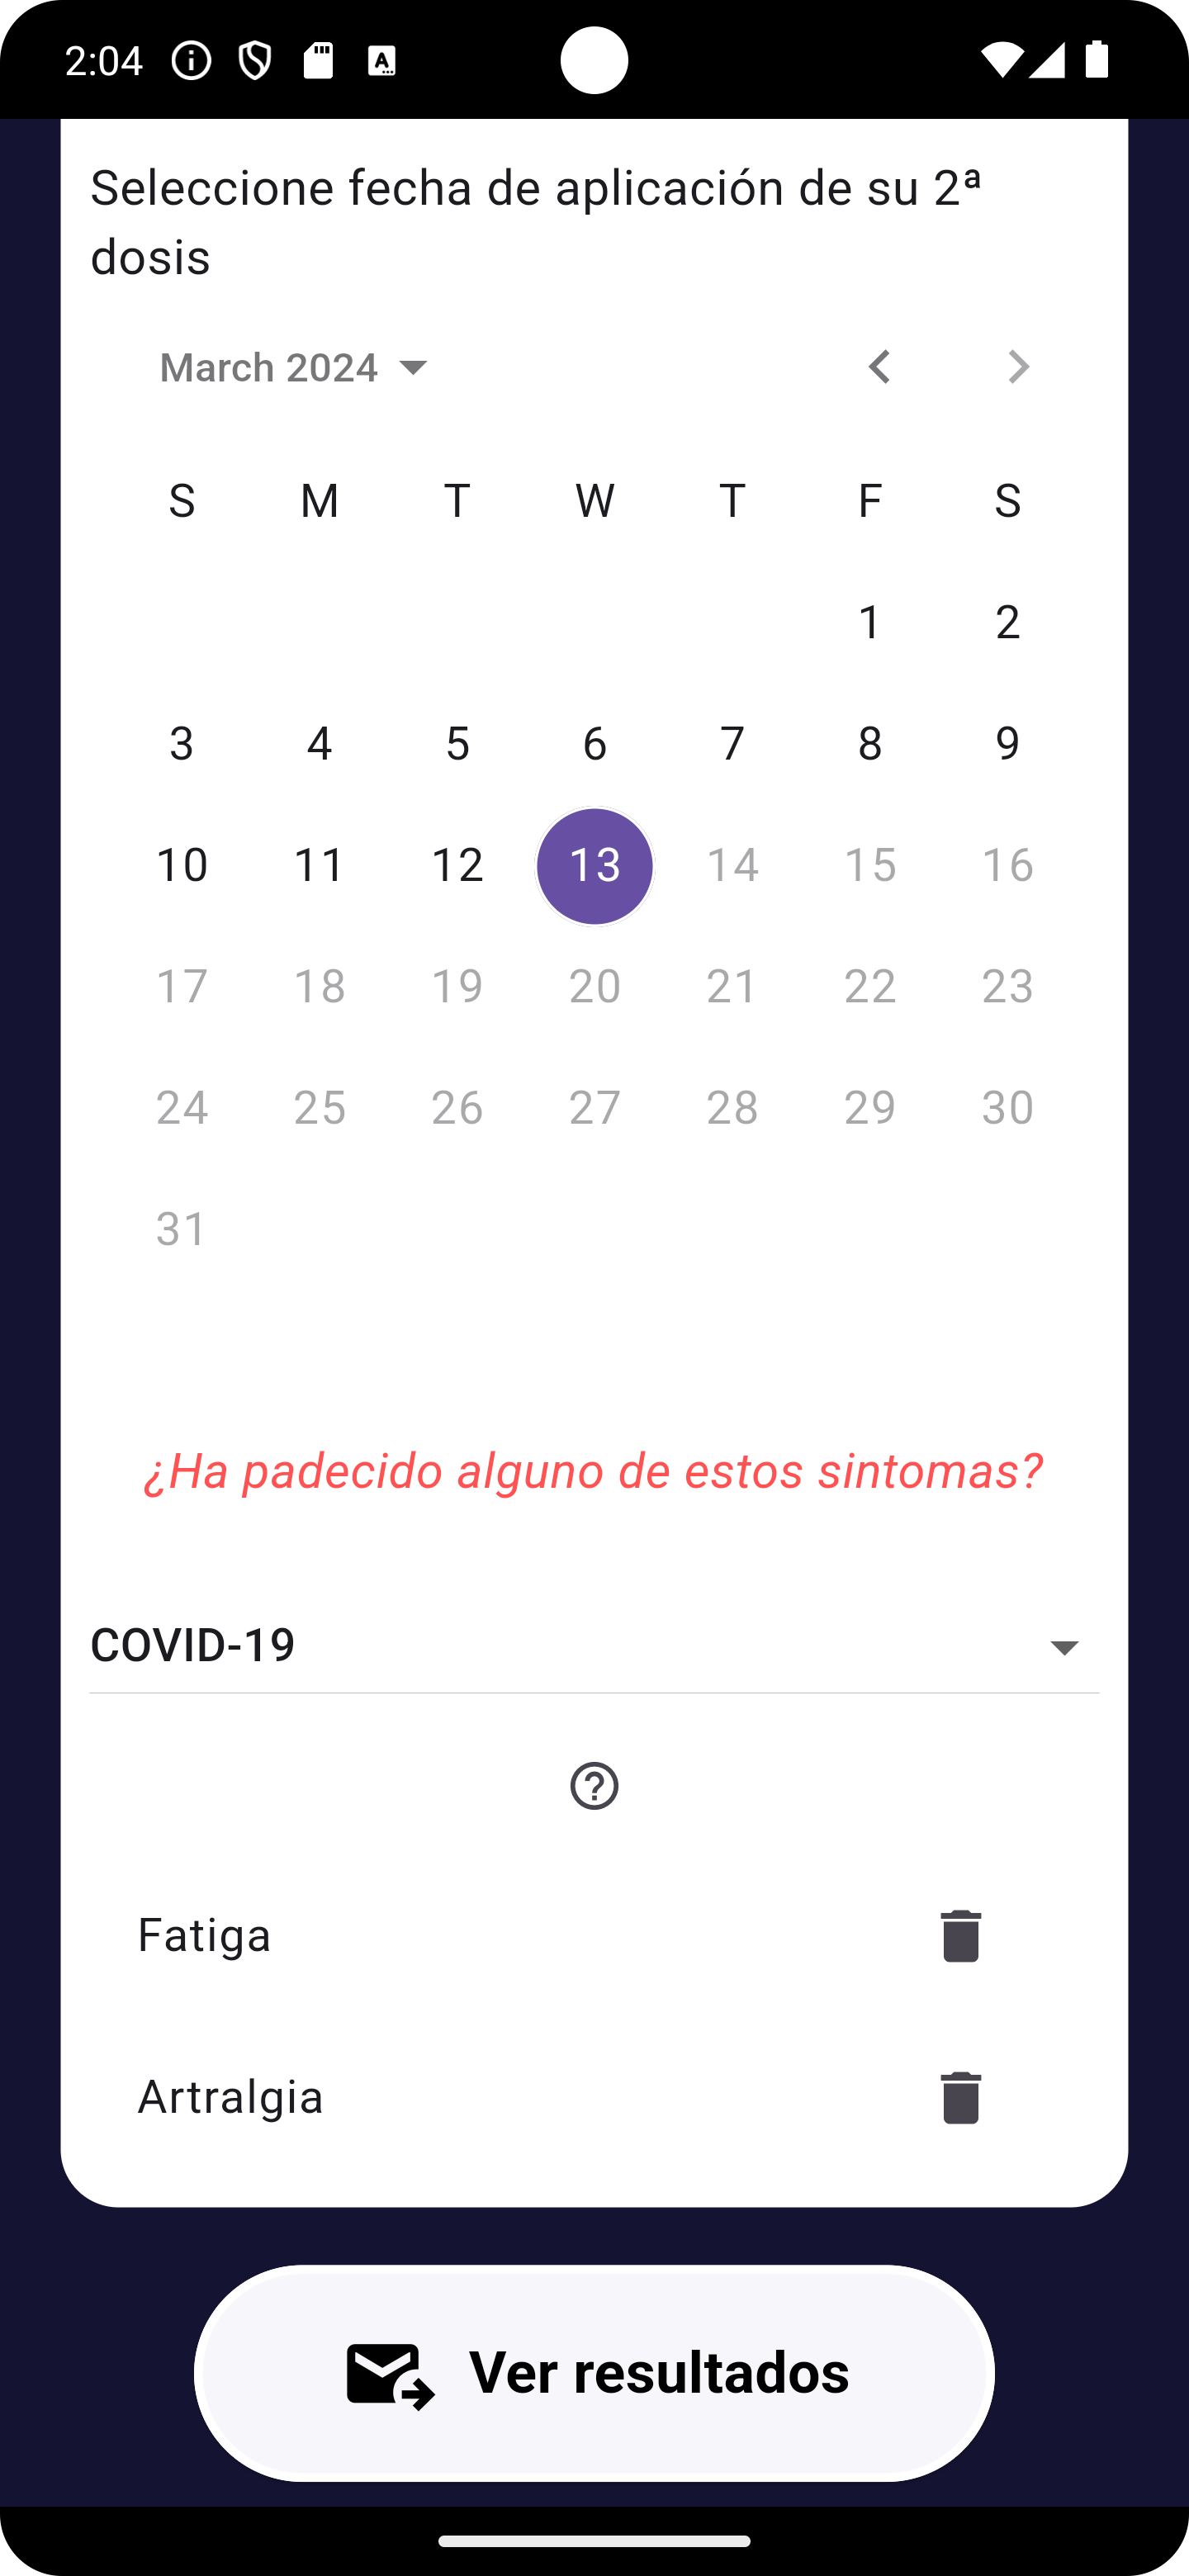 2:04
Seleccione fecha de aplicación de su 2ª
dosis
March 2024
S M T W T F S
1 2
3 4 5 6 7 8 9
10 11 12 13 14 15 16
17 18 19 20 21 22 23
24 25 26 27 28 29 30
31
¿Ha padecido alguno de estos sintomas?
COVID-19
Fatiga
Artralgia
Ver resultados